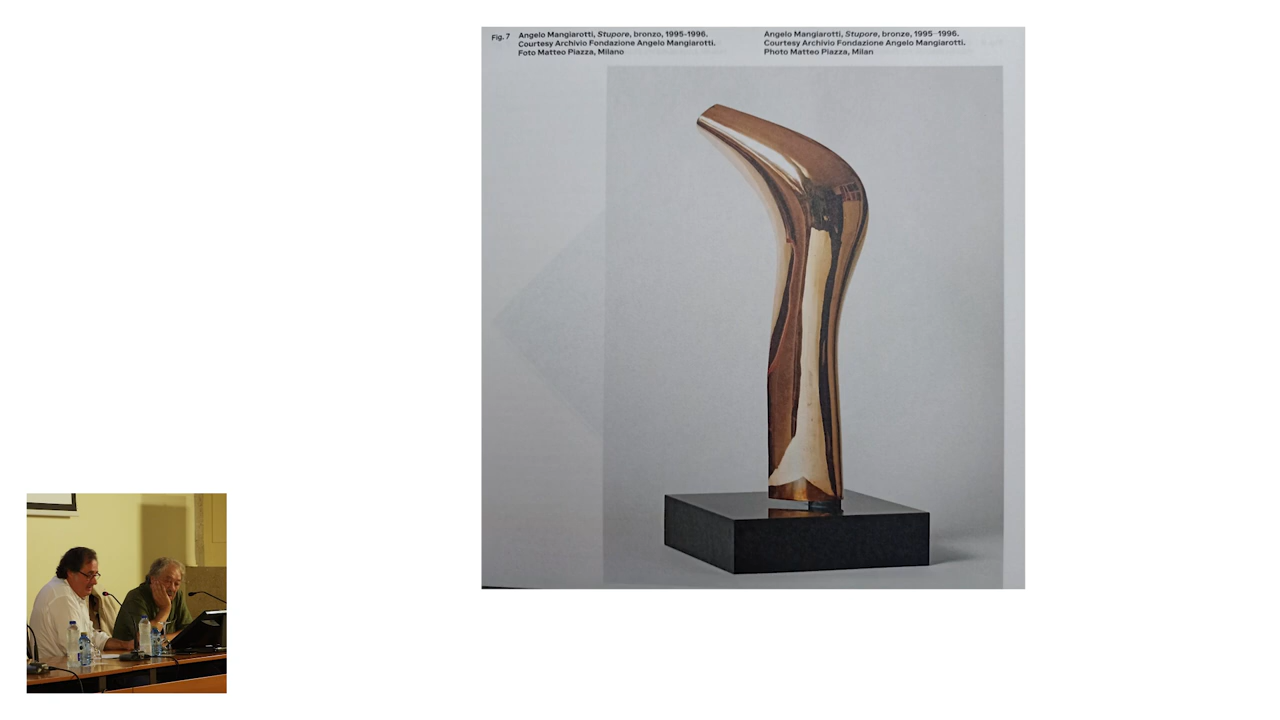 Fig. 7
Angelo Mangiarotti, Stupore, bronzo, 1995-1996.
Courtesy Archivio Fondazione Angelo Mangiarotti.
Foto Matteo Piazza, Milano
Angelo Mangiarotti, Stupore, bronze, 1995-1996.
Courtesy Archivio Fondazione Angelo Mangiarotti.
Photo Matteo Piazza, Milan